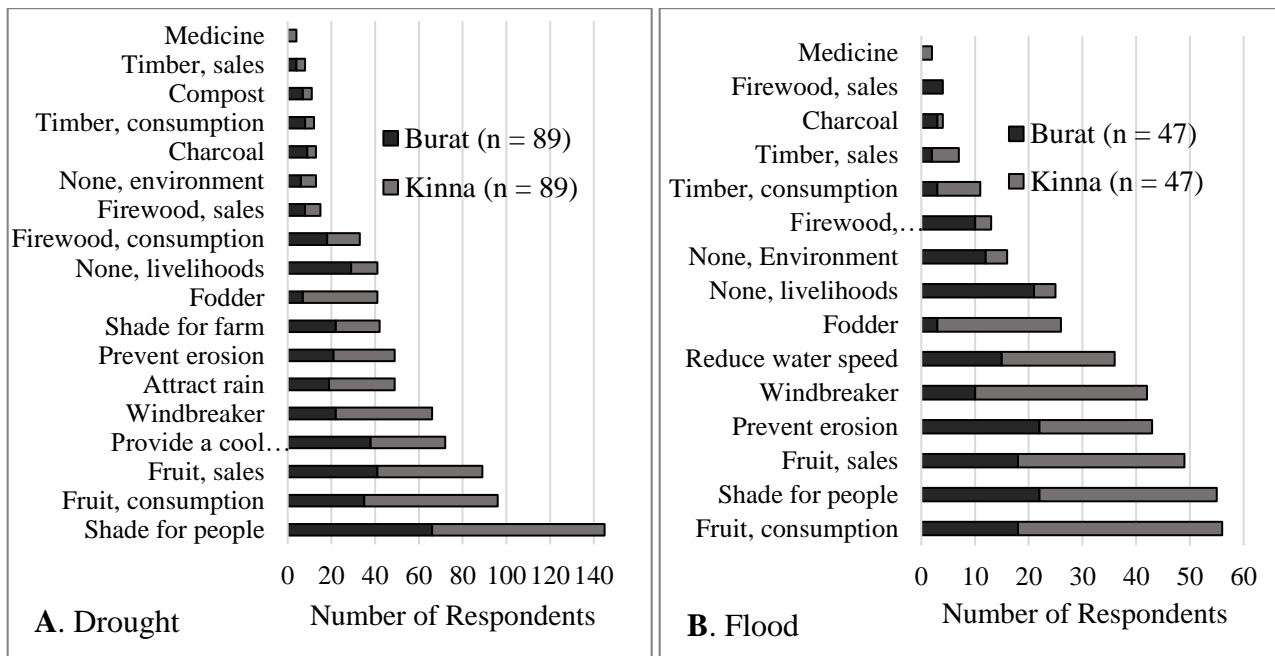 Medicine
Timber, sales
Compost
Timber, consumption
Charcoal
None, environment
Firewood, sales
Firewood, consumption
None, livelihoods
Fodder
Shade for farm
Prevent erosion
Attract rain
Windbreaker
Provide a cool…
Fruit, sales
Fruit, consumption
Shade for people
Burat (n = 89)
Kinna (n = 89)
0 20 40 60 80 100 120 140
Number of Respondents
A. Drought
Medicine
Firewood, sales
Charcoal
Timber, sales
Timber, consumption
Firewood,…
None, Environment
None, livelihoods
Fodder
Reduce water speed
Windbreaker
Prevent erosion
Fruit, sales
Shade for people
Fruit, consumption
Burat (n = 47)
Kinna (n = 47)
0 10 20 30 40 50 60
Number of Respondents
B. Flood